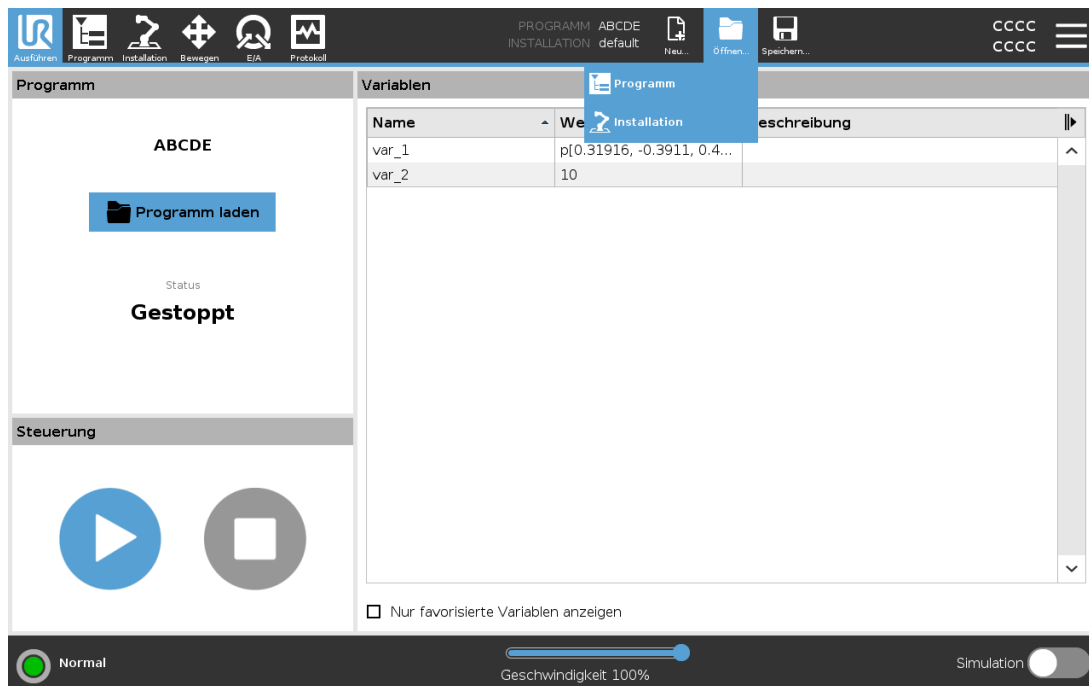 PROGRAMM ABCDE
INSTALLATION default
Neu...
Öffnen...
Speichern...
CCCC
CCCC
Ausführen
Programm
Installation
Bewegen
E/A
Protokoll
Programm
Installation
Programm
ABCDE
Programm laden
Status
Gestoppt
Steuerung
Variablen
Name We eschreibung
var_1 p[0.31916, -0.3911, 0.4...
var_2 10
Nur favorisierte Variablen anzeigen
Normal
Geschwindigkeit 100%
Simulation